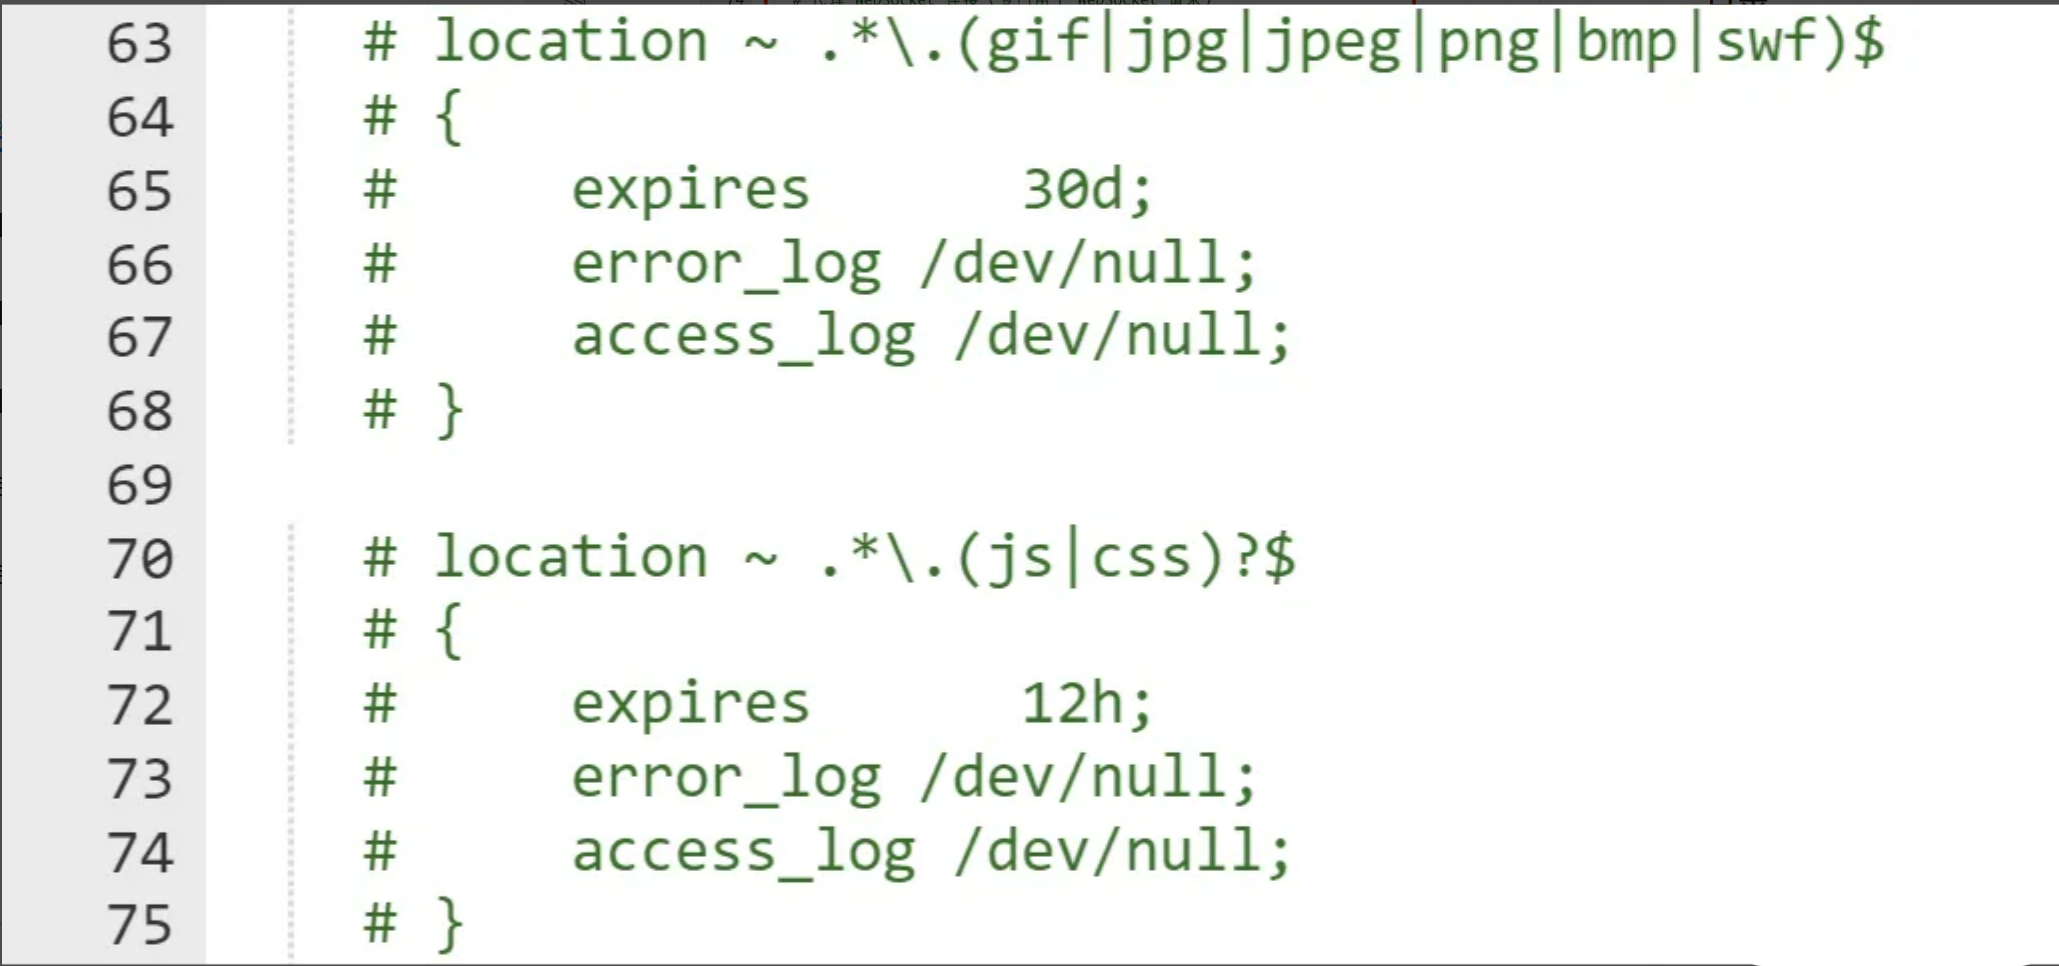 63 # location ~ .*\.(gif|jpg|jpeg|png|bmp|swf)$
64 # {
65 #     expires      30d;
66 #     error_log /dev/null;
67 #     access_log /dev/null;
68 # }
69
70 # location ~ .*\.(js|css)?$
71 # {
72 #     expires      12h;
73 #     error_log /dev/null;
74 #     access_log /dev/null;
75 # }